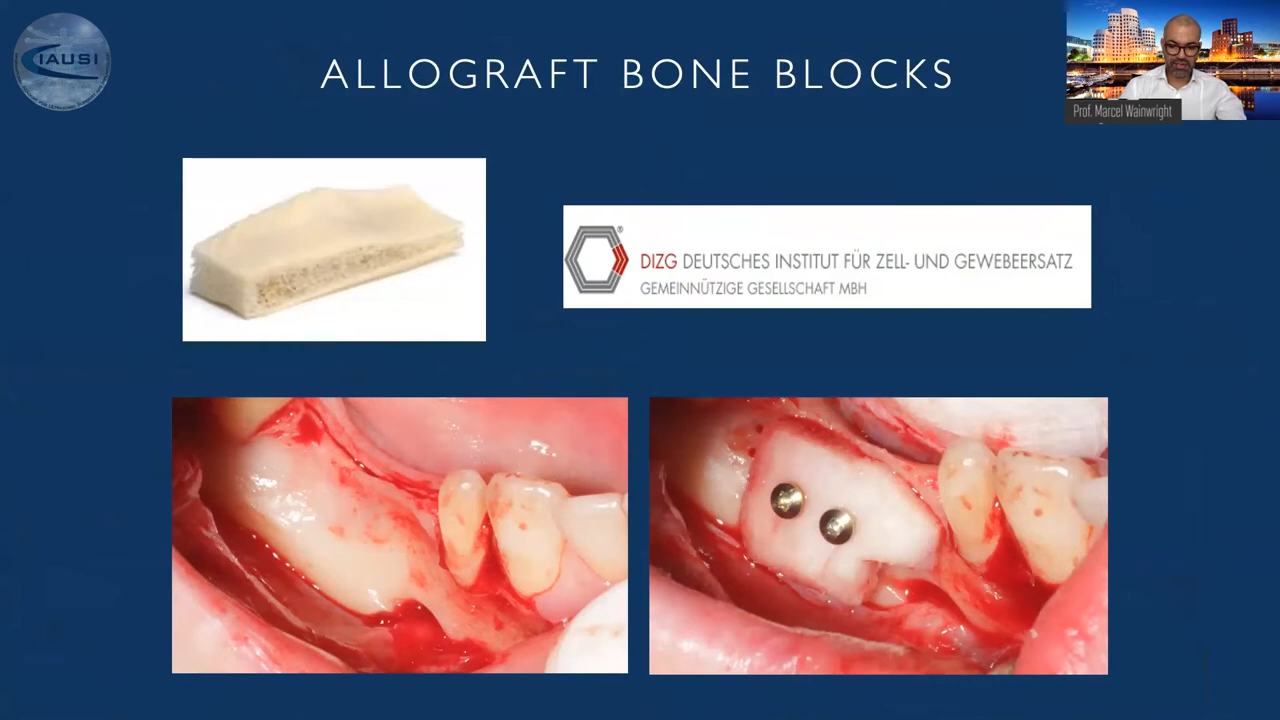 IAUSI
ALLOGRAFT BONE BLOCKS
Prof. Marcel Wainwright
DIZG DEUTSCHES INSTITUT FÜR ZELL- UND GEWEBEERSATZ
GEMEINNÜTZIGE GESELLSCHAFT MBH